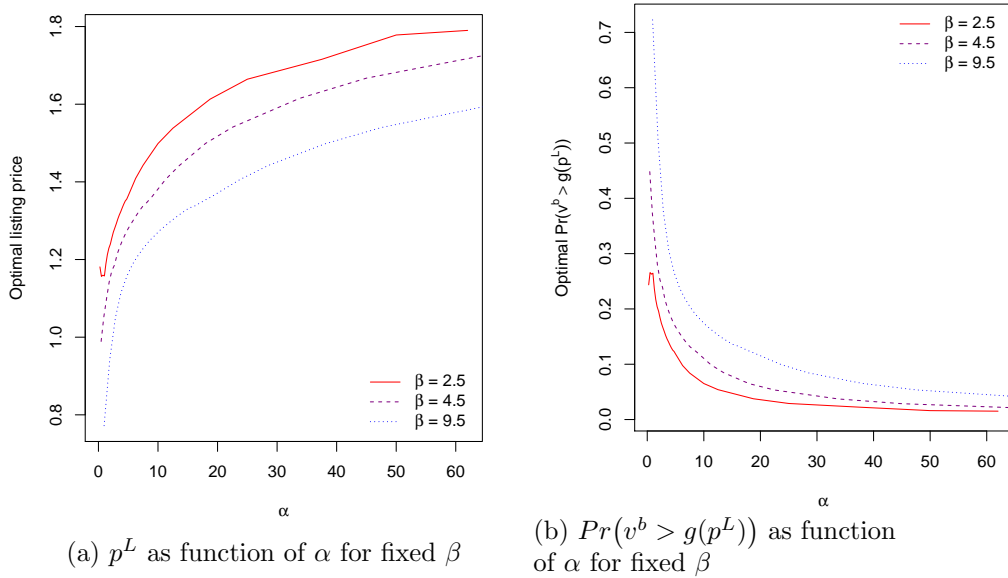 Optimal listing price
1.8
1.6
1.4
1.2
1.0
0.8
0 10 20 30 40 50 60
α
β = 2.5
β = 4.5
β = 9.5
(a) p^L as function of α for fixed β
Optimal Pr(v^b > g(p^L))
0.7
0.6
0.5
0.4
0.3
0.2
0.1
0.0
0 10 20 30 40 50 60
α
β = 2.5
β = 4.5
β = 9.5
(b) Pr(v^b > g(p^L)) as function
of α for fixed β